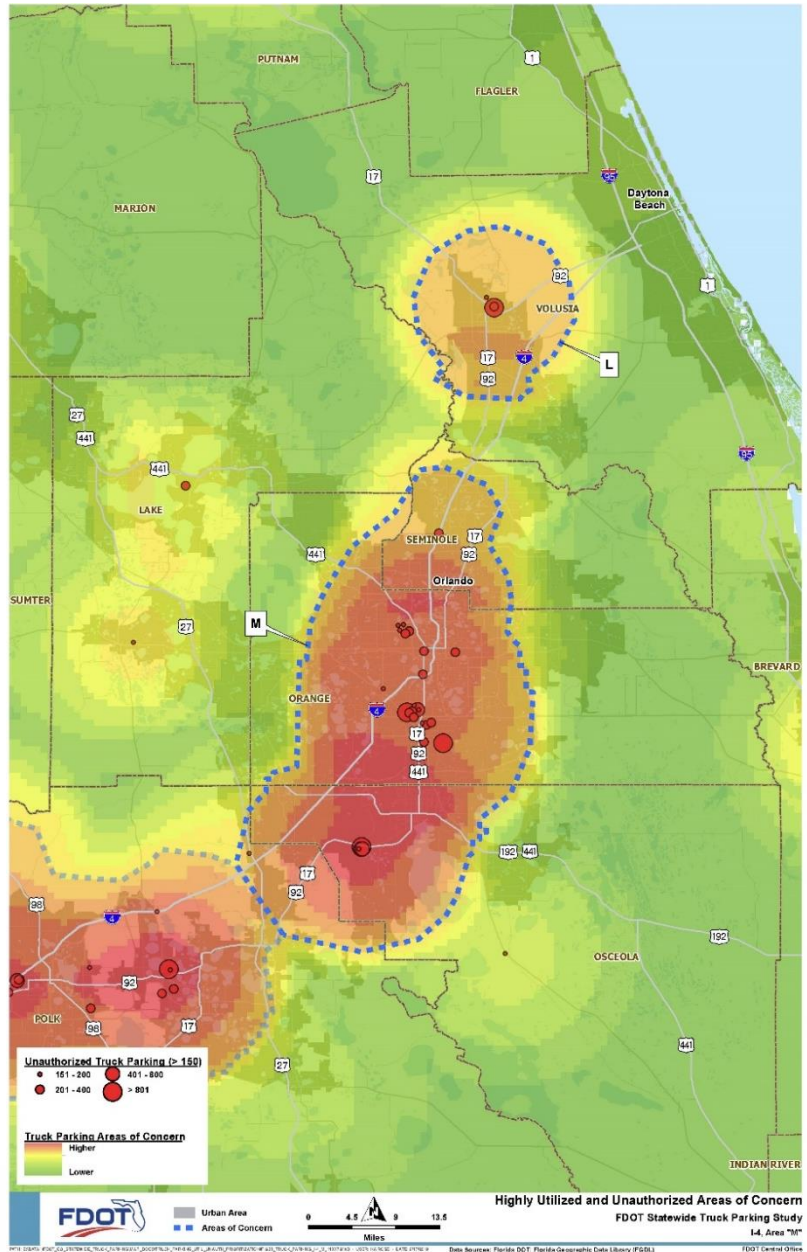 PUTNAM
1
FLAGLER
17
95
Daytona
Beach
MARION
92
1
VOLUSIA
17
4
92
L
27
441
441
95
LAKE
17
SEMINOLE
441
92
Orlando
SUMTER
M
27
BREVARD
ORANGE
4
17
92
441
192 441
17
98
92
4
192
OSCEOLA
92
POLK
98
17
441
27
Unauthorized Truck Parking (> 150)
151 - 200
401 - 800
201 - 400
> 801
Truck Parking Areas of Concern
Higher
Lower
INDIAN RIVER
FDOT
Urban Area
Areas of Concern
N
0 4.5 9 13.5
Miles
Highly Utilized and Unauthorized Areas of Concern
FDOT Statewide Truck Parking Study
I-4, Area "M"
Data Sources: Florida DOT, Florida Geographic Data Library (FGDL)